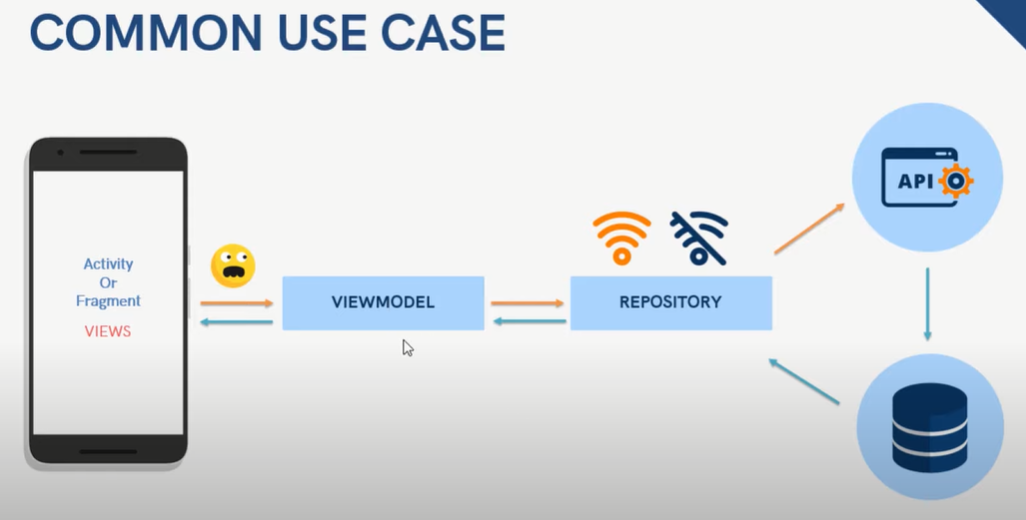 COMMON USE CASE
Activity
Or
Fragment
VIEWS
VIEWMODEL
REPOSITORY
API